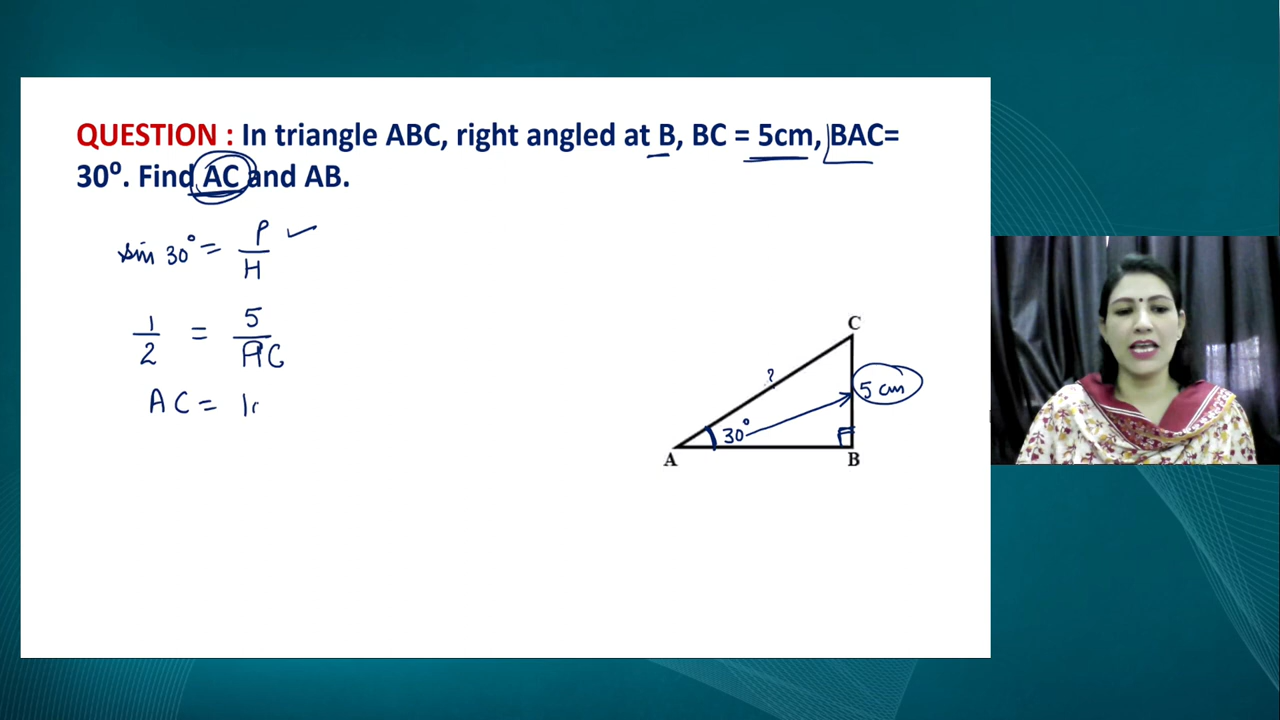 QUESTION : In triangle ABC, right angled at B, BC = 5cm, BAC=
30⁰. Find AC and AB.
sin 30° = P/H
1/2 = 5/AC
AC = 1
C
?
5 cm
30°
A
B